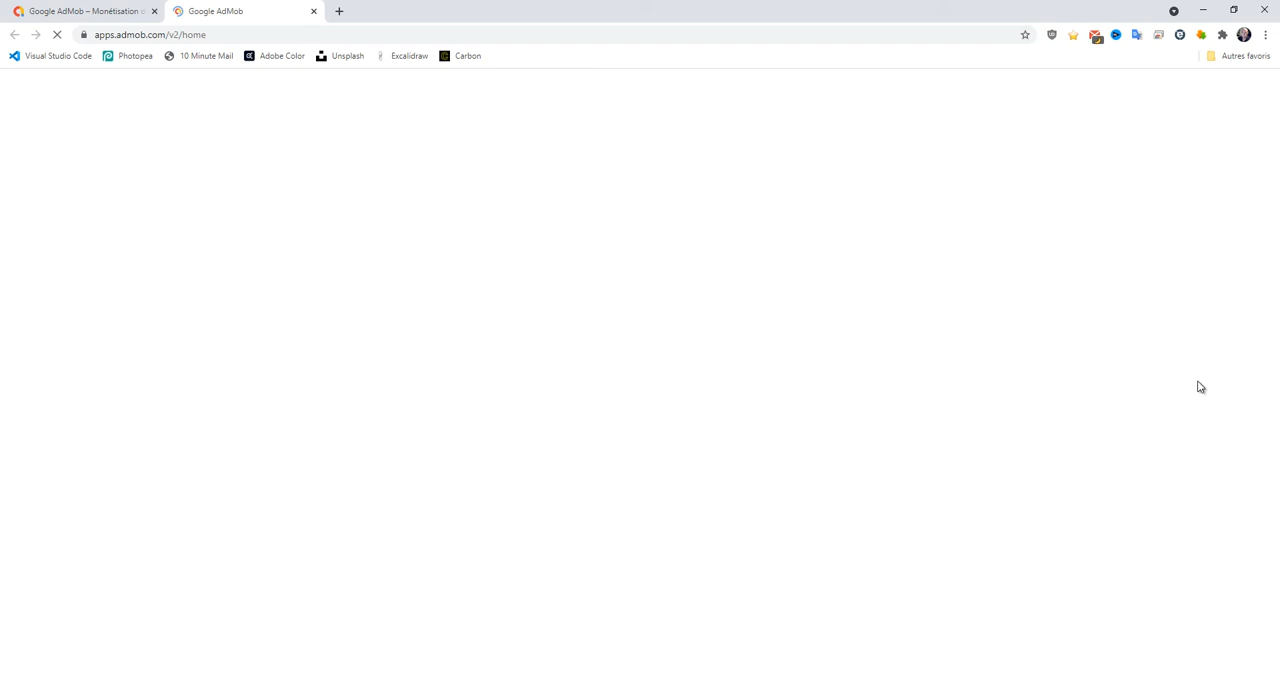 Google AdMob – Monétisation d
Google AdMob
apps.admob.com/v2/home
Visual Studio Code
Photopea
10 Minute Mail
Adobe Color
Unsplash
Excalidraw
Carbon
Autres favoris